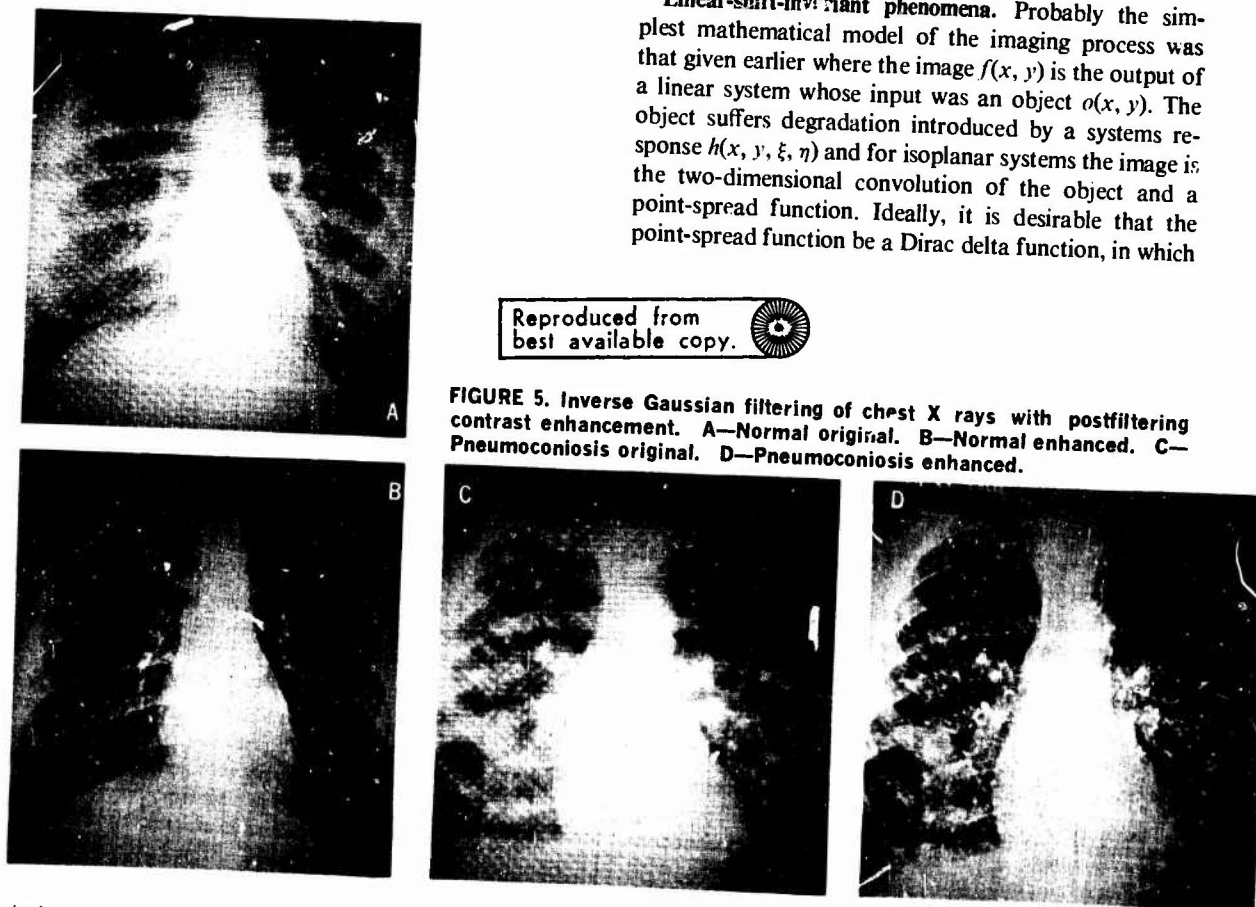 Linear-shift-invariant phenomena. Probably the sim-
plest mathematical model of the imaging process was
that given earlier where the image f(x, y) is the output of
a linear system whose input was an object o(x, y). The
object suffers degradation introduced by a systems re-
sponse h(x, y, ξ, η) and for isoplanar systems the image is
the two-dimensional convolution of the object and a
point-spread function. Ideally, it is desirable that the
point-spread function be a Dirac delta function, in which
Reproduced from
best available copy.
FIGURE 5. Inverse Gaussian filtering of chest X rays with postfiltering
contrast enhancement. A—Normal original. B—Normal enhanced. C—
Pneumoconiosis original. D—Pneumoconiosis enhanced.
A
B
C
D